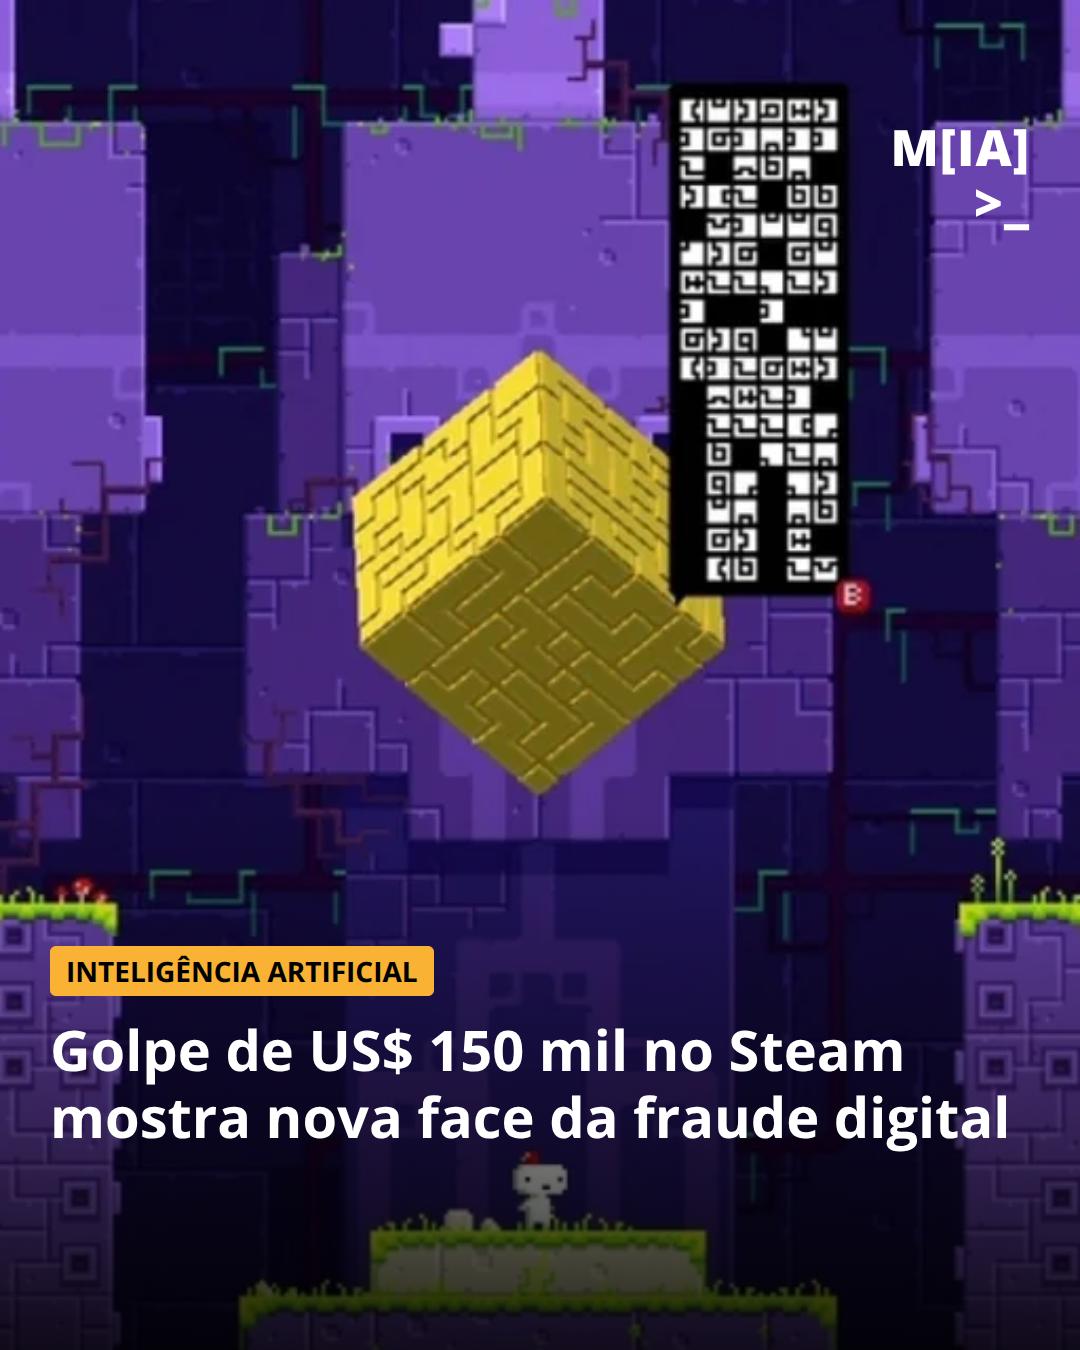 M[IA]
>_
B
INTELIGÊNCIA ARTIFICIAL
Golpe de US$ 150 mil no Steam
mostra nova face da fraude digital